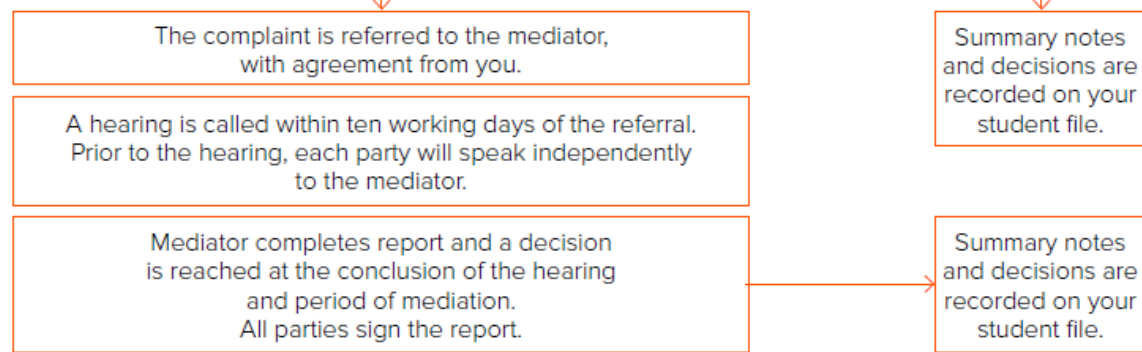 The complaint is referred to the mediator,
with agreement from you.
Summary notes
and decisions are
recorded on your
student file.
A hearing is called within ten working days of the referral.
Prior to the hearing, each party will speak independently
to the mediator.
Mediator completes report and a decision
is reached at the conclusion of the hearing
and period of mediation.
All parties sign the report.
Summary notes
and decisions are
recorded on your
student file.